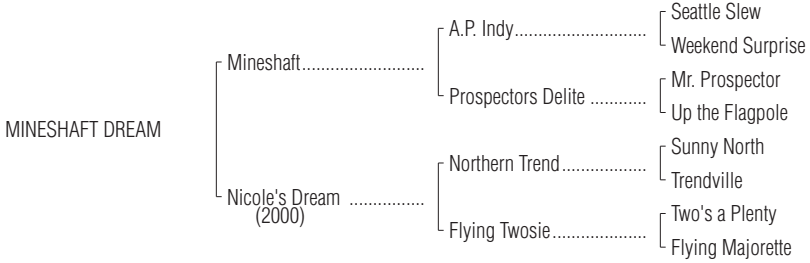 Seattle Slew
A.P. Indy...........................
Weekend Surprise
Mineshaft.........................
Mr. Prospector
Prospectors Delite ............
Up the Flagpole
MINESHAFT DREAM
Sunny North
Northern Trend..................
Trendville
Nicole's Dream ................
(2000)
Two's a Plenty
Flying Twosie....................
Flying Majorette